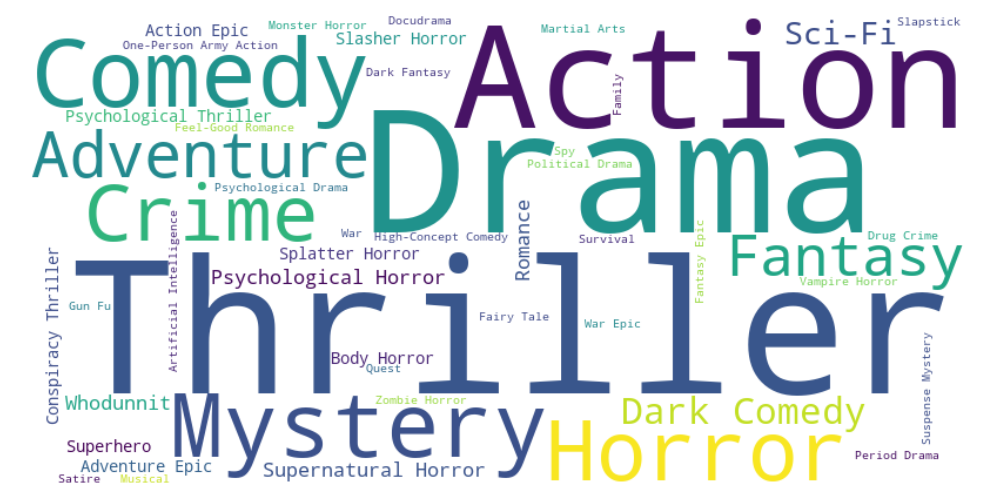 Action Epic
Monster Horror
Docudrama
Martial Arts
Sci-Fi
Slapstick
One-Person Army Action
Slasher Horror
Comedy
Action
Dark Fantasy
Family
Psychological Thriller
Feel-Good Romance
Drama
Adventure
Spy
Political Drama
Crime
Psychological Drama
War
High-Concept Comedy
Romance
Survival
Fantasy Epic
Drug Crime
Fantasy
Artificial Intelligence
Splatter Horror
Psychological Horror
Vampire Horror
Conspiracy Thriller
Thriller
Gun Fu
Fairy Tale
War Epic
Body Horror
Quest
Suspense Mystery
Whodunnit
Mystery
Zombie Horror
Dark Comedy
Horror
Superhero
Adventure Epic
Supernatural Horror
Period Drama
Satire
Musical